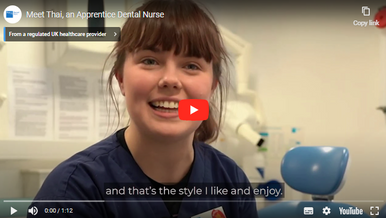 Meet Thai, an Apprentice Dental Nurse
Copy link
From a regulated UK healthcare provider
and that's the style I like and enjoy.
0:00 / 1:12
YouTube